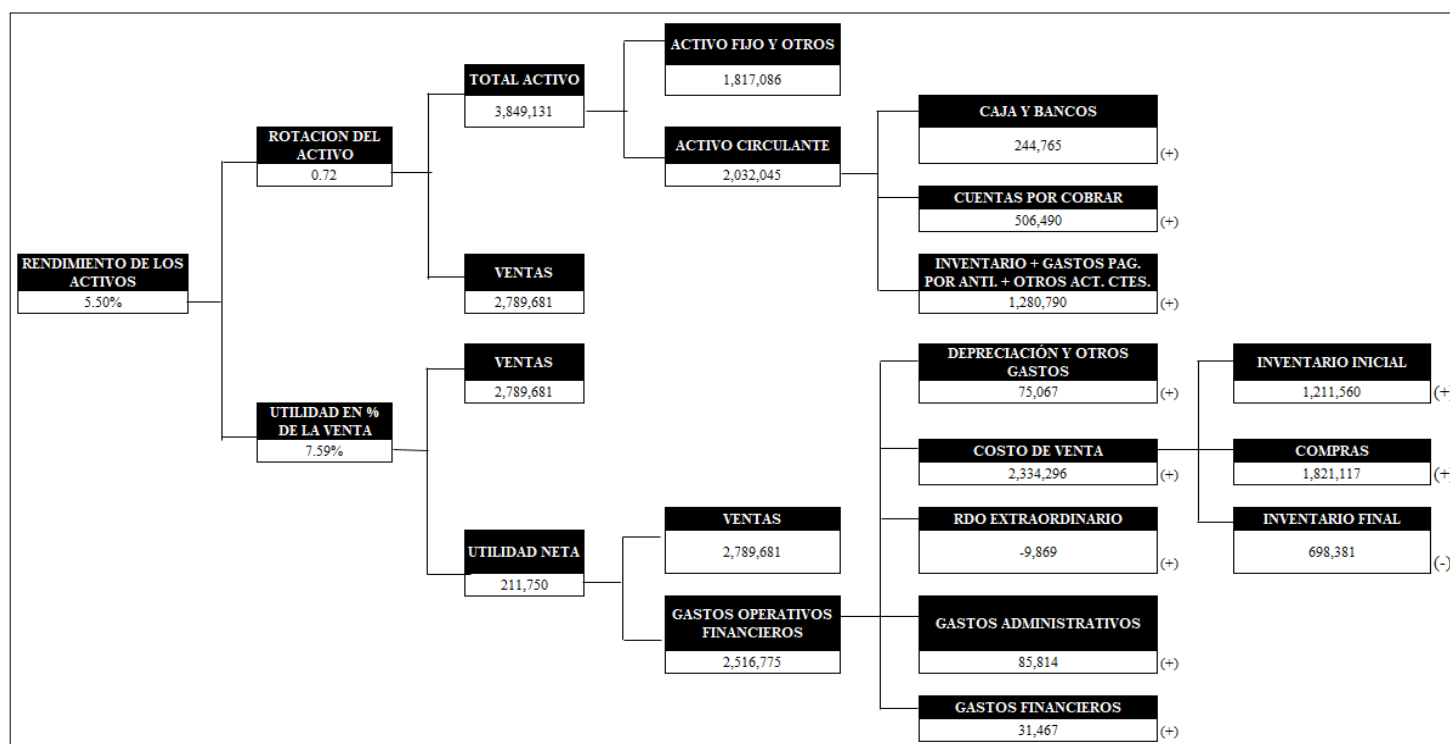 ACTIVO FIJO Y OTROS
1,817,086
TOTAL ACTIVO
3,849,131
CAJA Y BANCOS
244,765
(+)
ROTACION DEL
ACTIVO
0.72
ACTIVO CIRCULANTE
2,032,045
CUENTAS POR COBRAR
506,490
(+)
RENDIMIENTO DE LOS
ACTIVOS
5.50%
VENTAS
2,789,681
INVENTARIO + GASTOS PAG.
POR ANTI. + OTROS ACT. CTES.
1,280,790
(+)
VENTAS
2,789,681
DEPRECIACIÓN Y OTROS
GASTOS
75,067
(+)
INVENTARIO INICIAL
1,211,560
(+)
UTILIDAD EN %
DE LA VENTA
7.59%
COSTO DE VENTA
2,334,296
(+)
COMPRAS
1,821,117
(+)
UTILIDAD NETA
211,750
VENTAS
2,789,681
RDO EXTRAORDINARIO
-9,869
(+)
INVENTARIO FINAL
698,381
(-)
GASTOS OPERATIVOS
FINANCIEROS
2,516,775
GASTOS ADMINISTRATIVOS
85,814
(+)
GASTOS FINANCIEROS
31,467
(+)